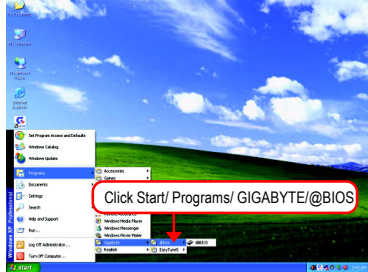 Set Program Access and Defaults
Windows Catalog
Windows Update
Programs
Documents
Settings
Search
Help and Support
Run...
Log Off Administrator...
Turn Off Computer...
Windows XP Professional
Accessories
Games
Click Start/ Programs/ GIGABYTE/@BIOS
Windows Media Player
Windows Messenger
Windows Movie Maker
Gigabyte
@BIOS
@BIOS
Realtek
EasyTune5
start